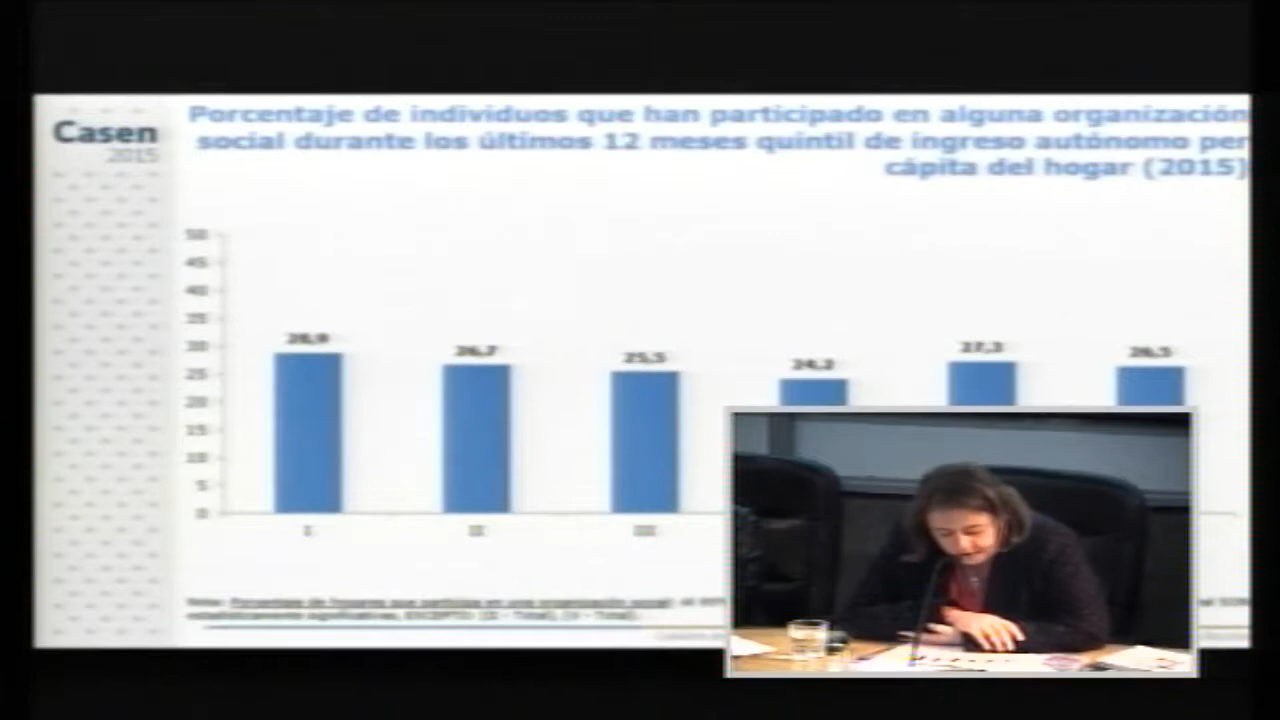 Casen
2015
Porcentaje de individuos que han participado en alguna organización
social durante los últimos 12 meses quintil de ingreso autónomo per
cápita del hogar (2015)
50
45
40
35
30
25
20
15
10
5
0
28,9
26,7
25,5
24,2
27,3
26,5
I
II
III